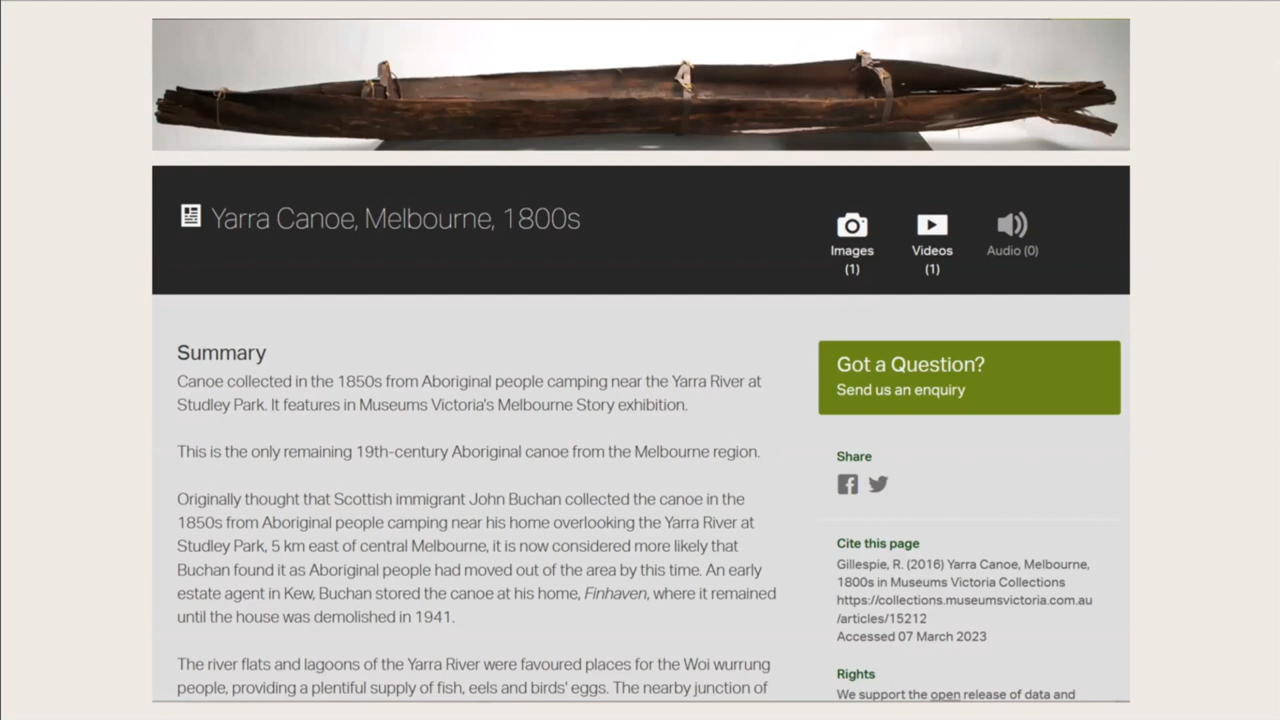 Yarra Canoe, Melbourne, 1800s
Images
(1)
Videos
(1)
Audio (0)
Summary
Canoe collected in the 1850s from Aboriginal people camping near the Yarra River at
Studley Park. It features in Museums Victoria's Melbourne Story exhibition.
This is the only remaining 19th-century Aboriginal canoe from the Melbourne region.
Originally thought that Scottish immigrant John Buchan collected the canoe in the
1850s from Aboriginal people camping near his home overlooking the Yarra River at
Studley Park, 5 km east of central Melbourne, it is now considered more likely that
Buchan found it as Aboriginal people had moved out of the area by this time. An early
estate agent in Kew, Buchan stored the canoe at his home, Finhaven, where it remained
until the house was demolished in 1941.
The river flats and lagoons of the Yarra River were favoured places for the Woi wurrung
people, providing a plentiful supply of fish, eels and birds' eggs. The nearby junction of
Got a Question?
Send us an enquiry
Share
Cite this page
Gillespie, R. (2016) Yarra Canoe, Melbourne,
1800s in Museums Victoria Collections
https://collections.museumsvictoria.com.au
/articles/15212
Accessed 07 March 2023
Rights
We support the open release of data and